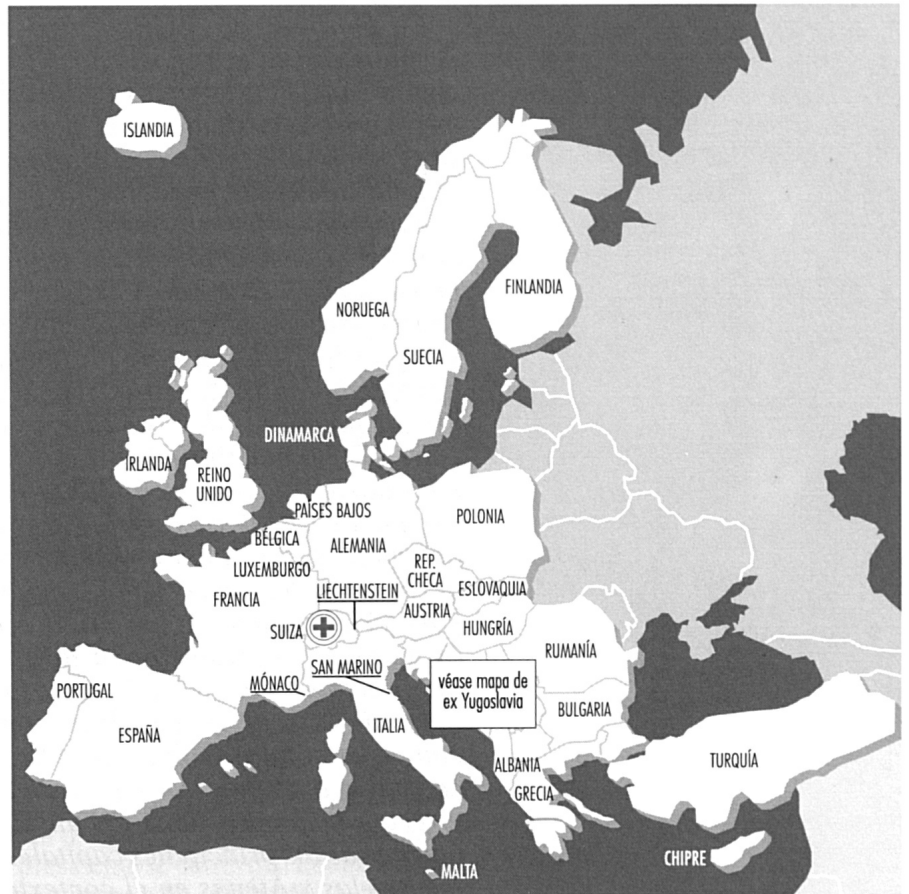 ISLANDIA
NORUEGA
FINLANDIA
SUECIA
DINAMARCA
IRLANDA
REINO
UNIDO
PAÍSES BAJOS
POLONIA
BÉLGICA
ALEMANIA
LUXEMBURGO
REP.
CHECA
FRANCIA
LIECHTENSTEIN
ESLOVAQUIA
AUSTRIA
SUIZA
HUNGRÍA
RUMANÍA
SAN MARINO
MÓNACO
véase mapa de
ex Yugoslavia
PORTUGAL
ESPAÑA
ITALIA
BULGARIA
ALBANIA
GRECIA
TURQUÍA
CHIPRE
MALTA